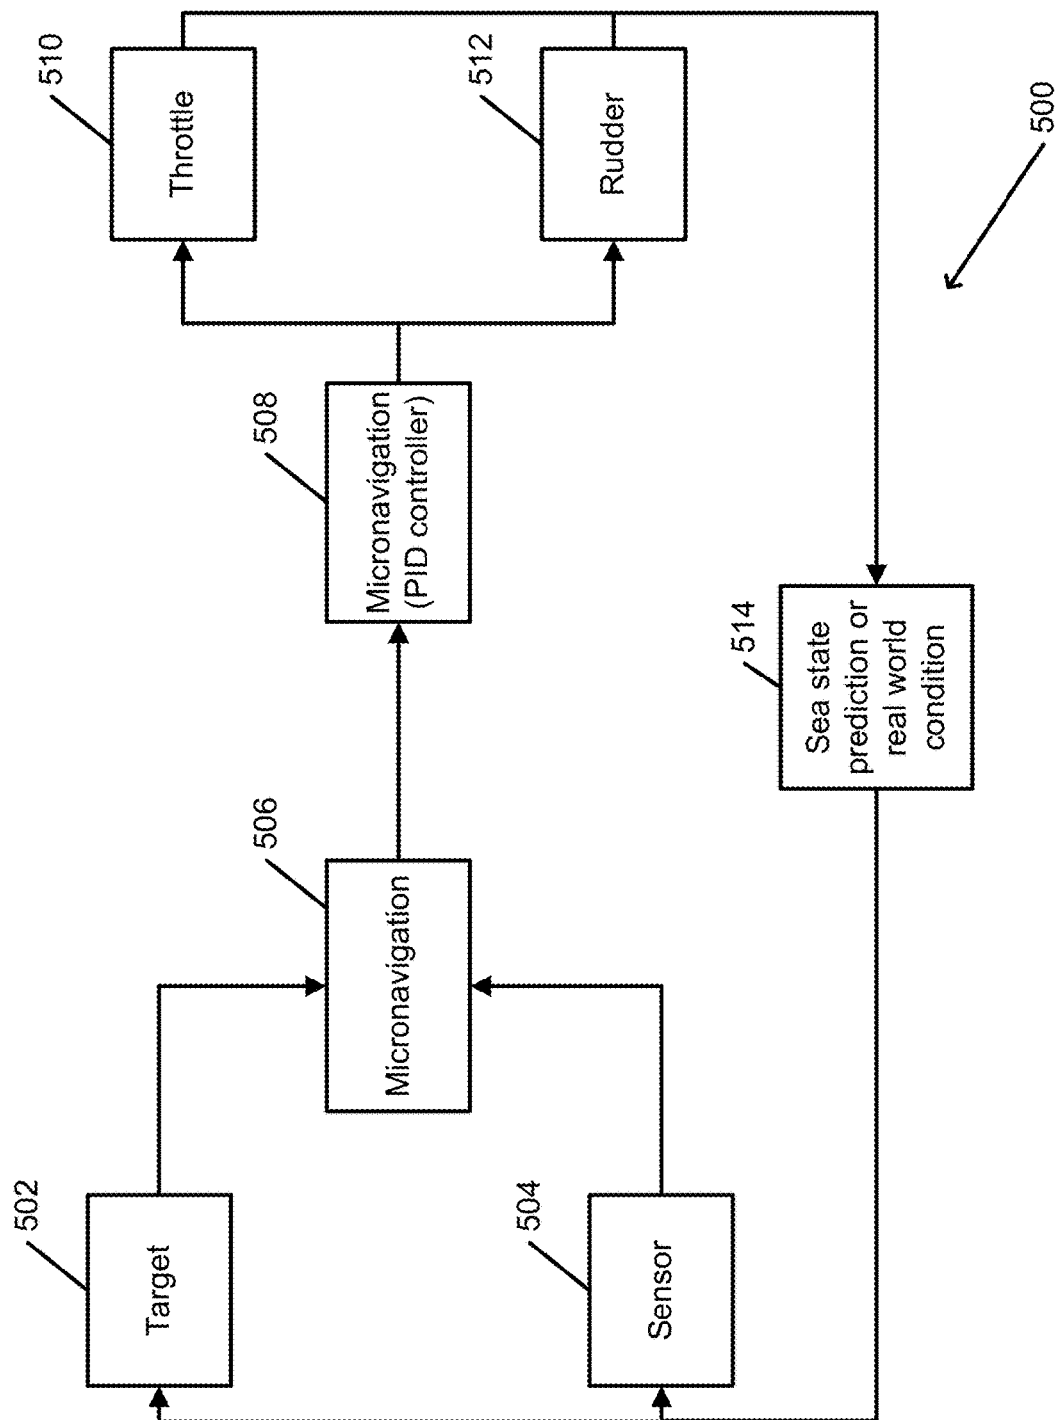 502
Target
504
Sensor
506
Micronavigation
508
Micronavigation
(PID controller)
510
Throttle
512
Rudder
514
Sea state
prediction or
real world
condition
500